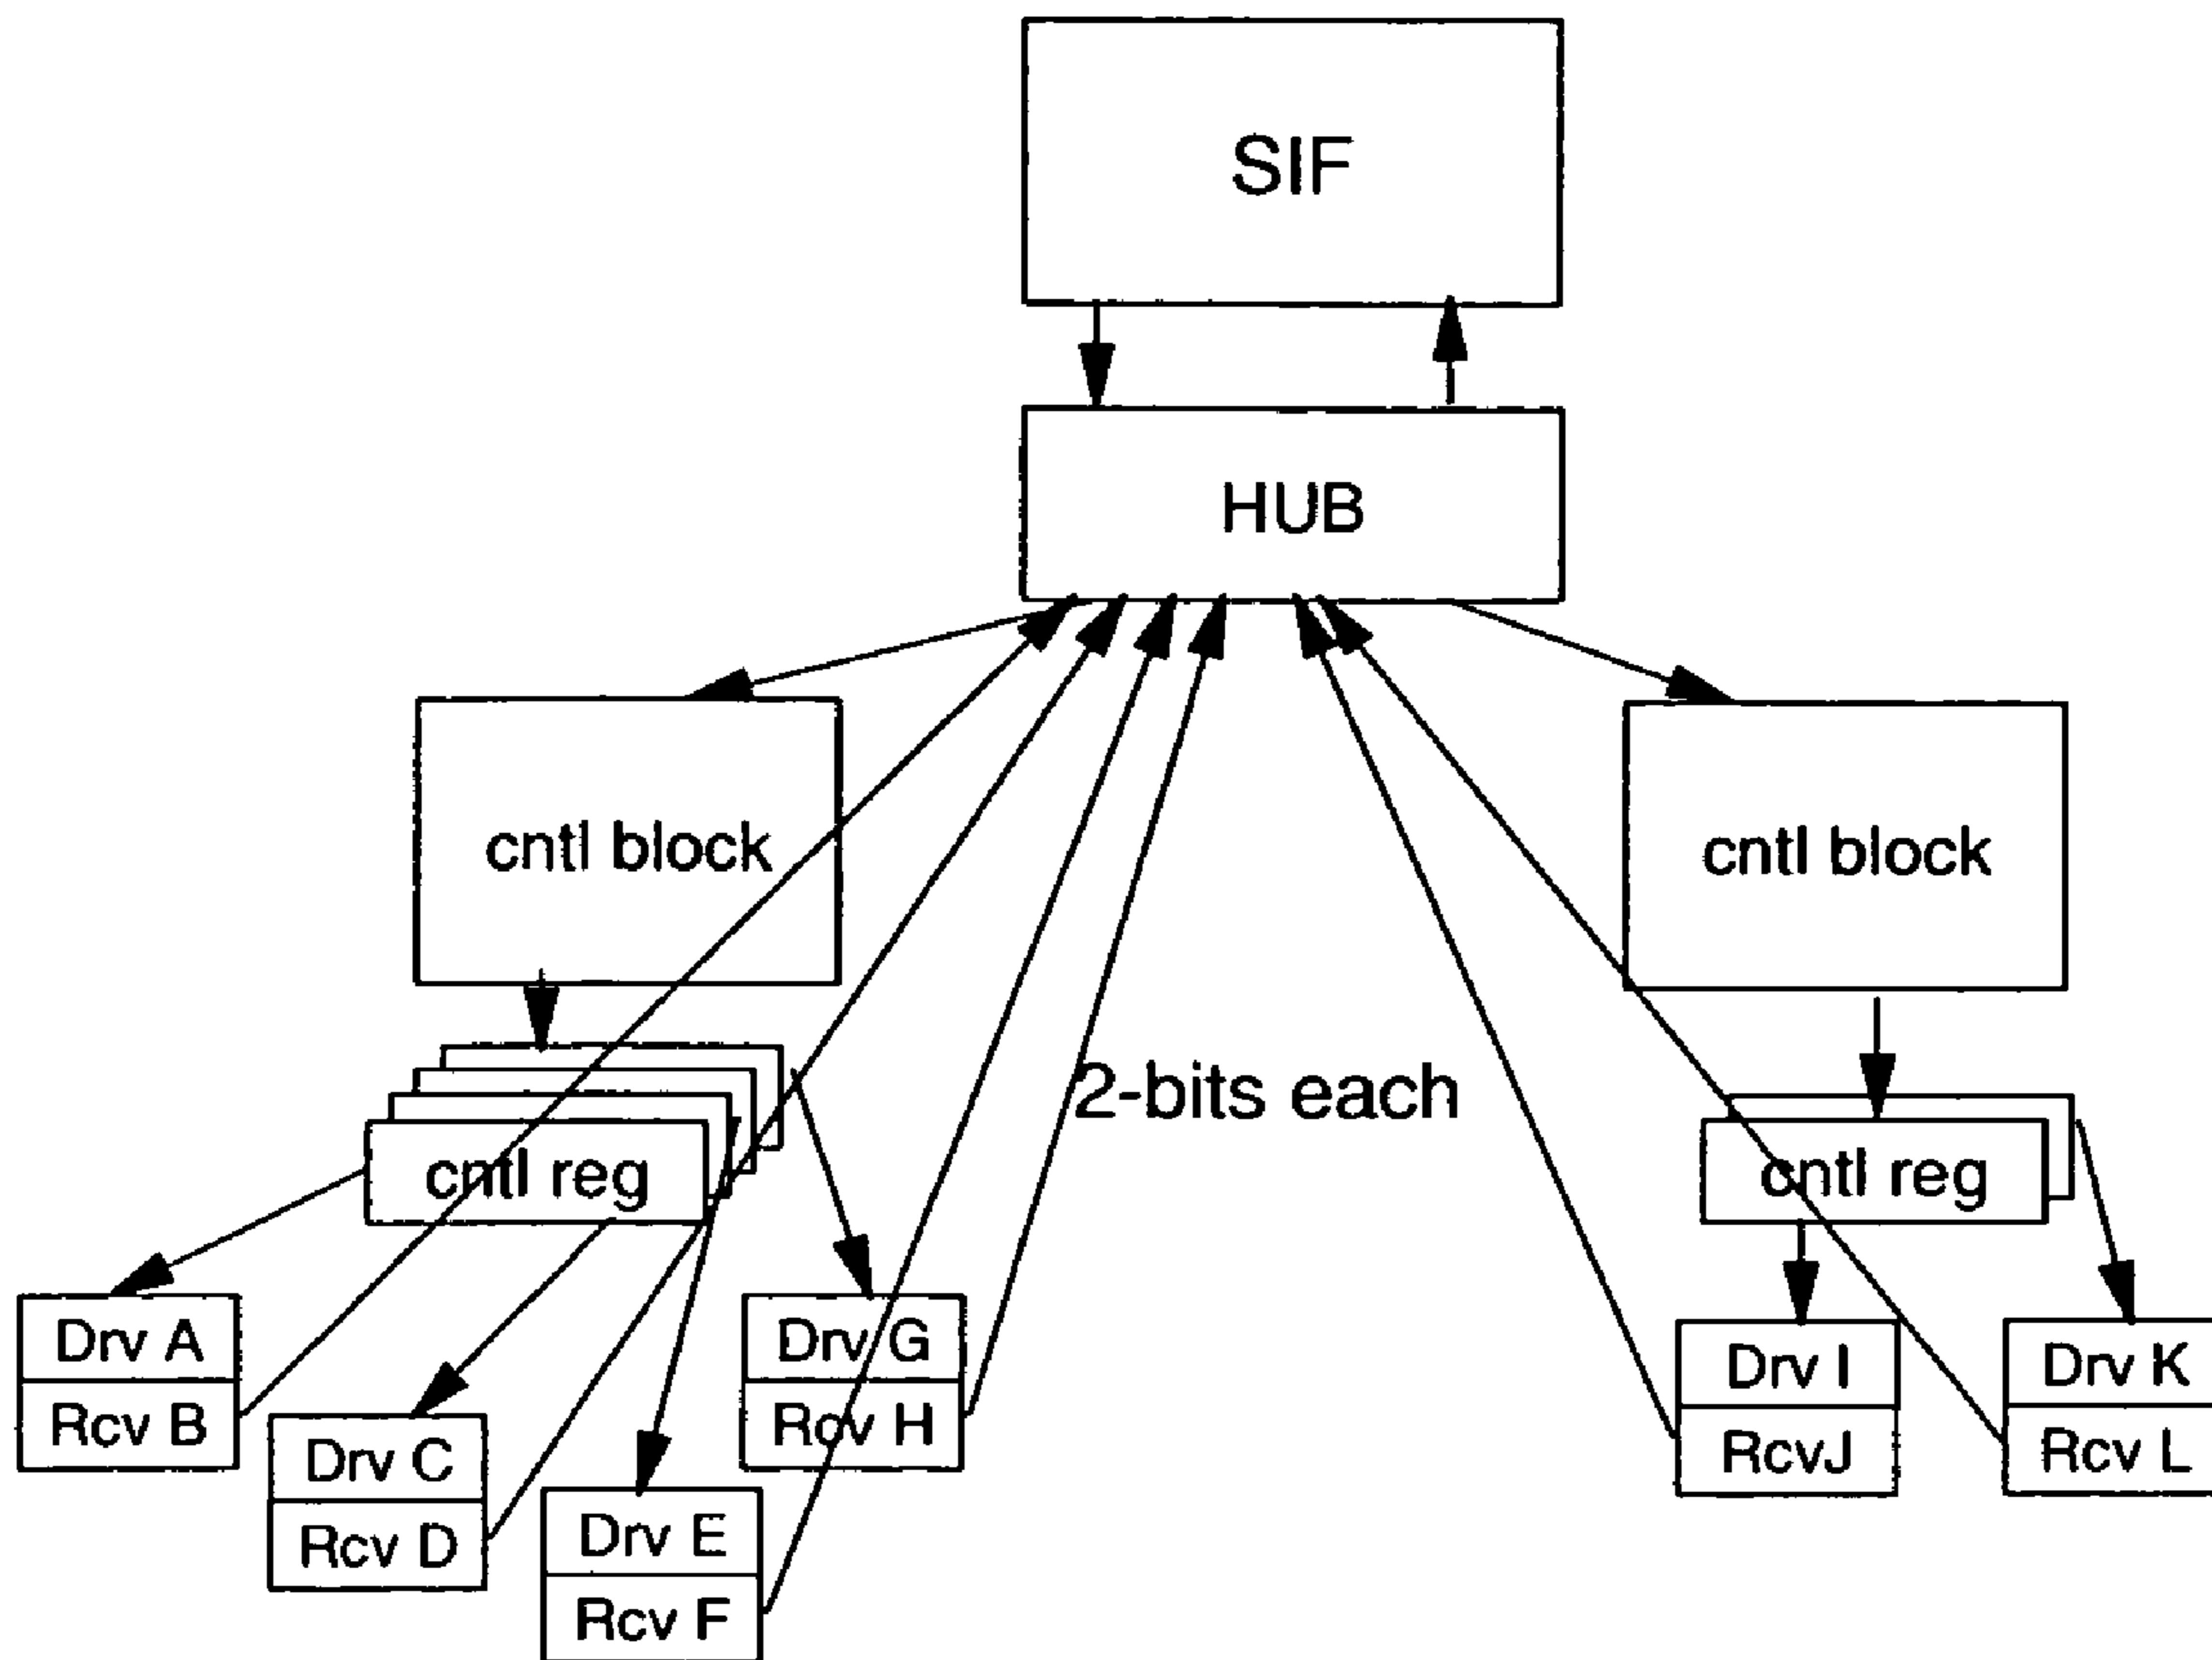 SIF
HUB
cntl block
cntl block
2-bits each
cntl reg
cntl reg
Drv A
Rcv B
Drv C
Rcv D
Drv E
Rcv F
Drv G
Rcv H
Drv I
RcvJ
Drv K
Rcv L